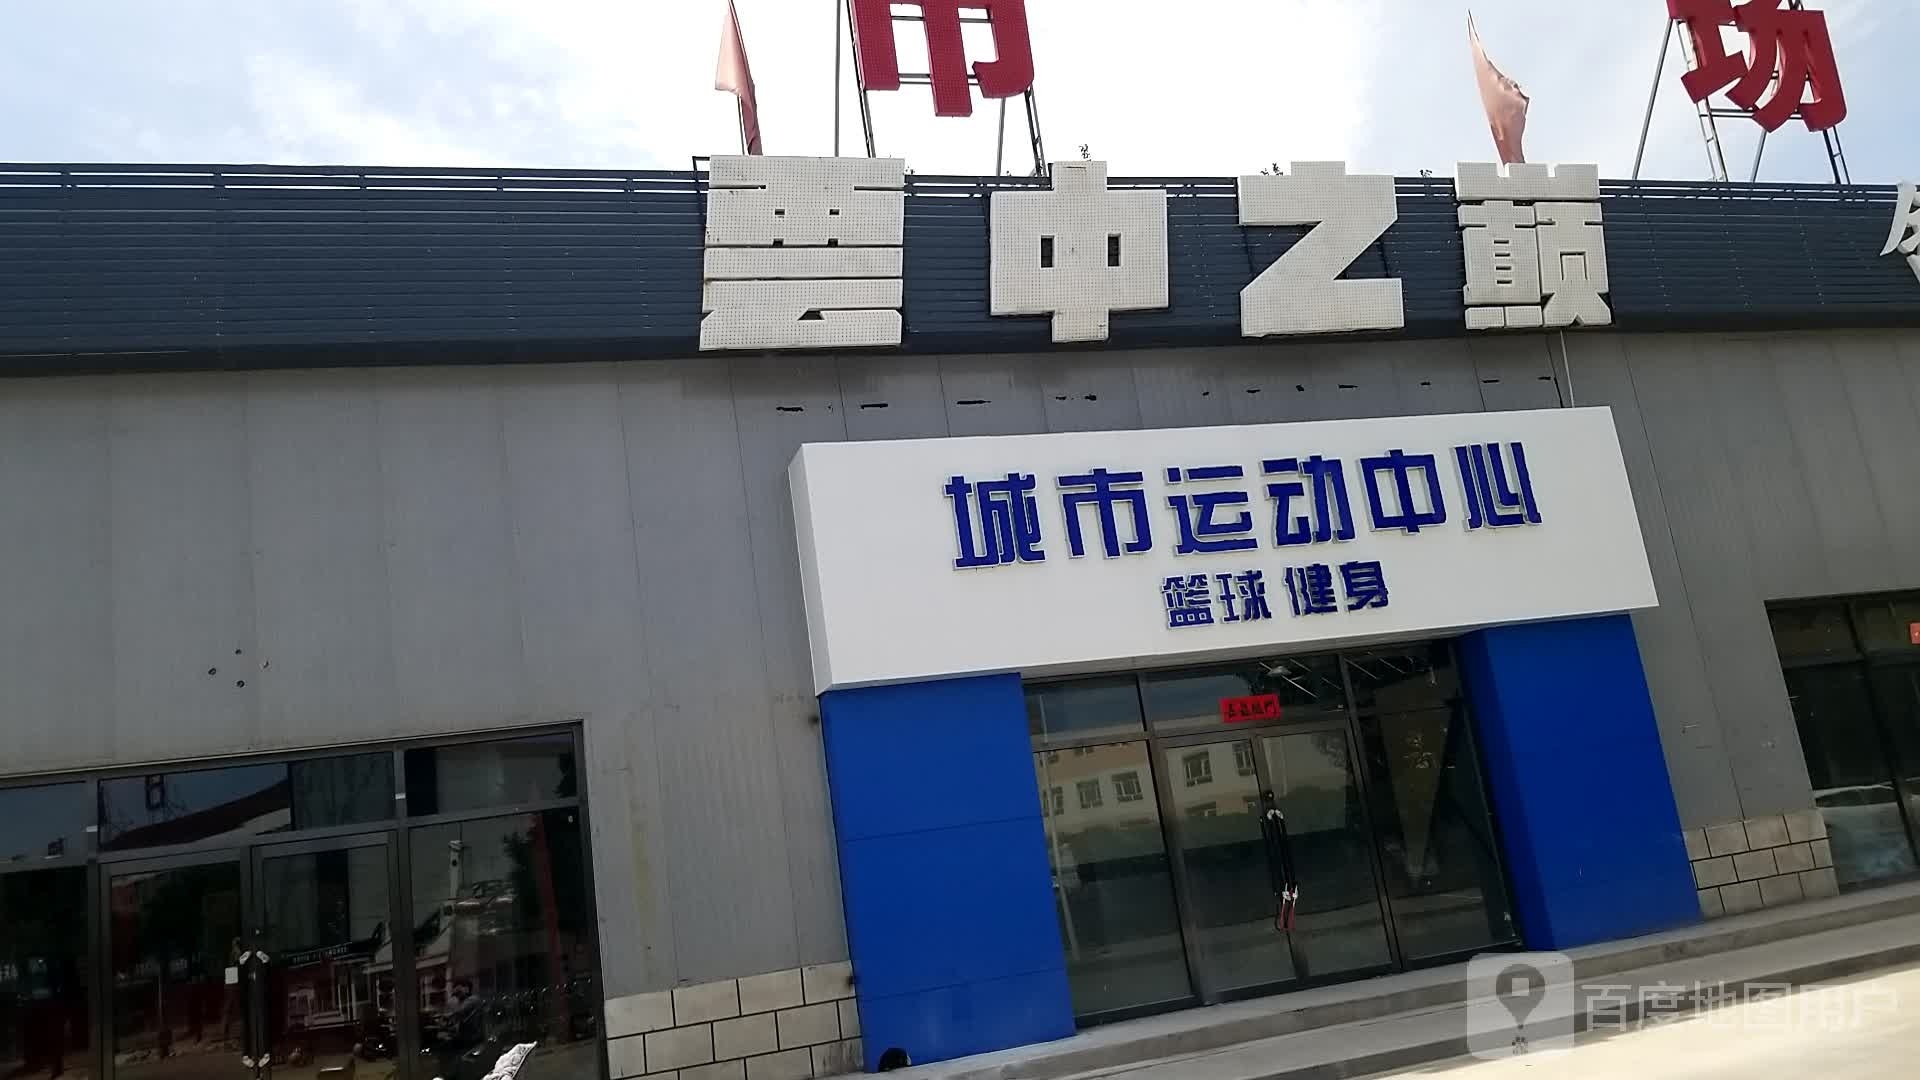 市场
雲中之巅
城市运动中心
篮球 健身
百度地图用户